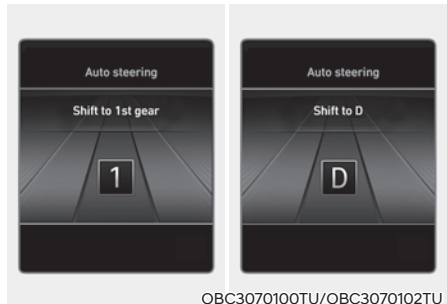 Auto steering
Shift to 1st gear
1
Auto steering
Shift to D
D
OBC3070100TU/OBC3070102TU